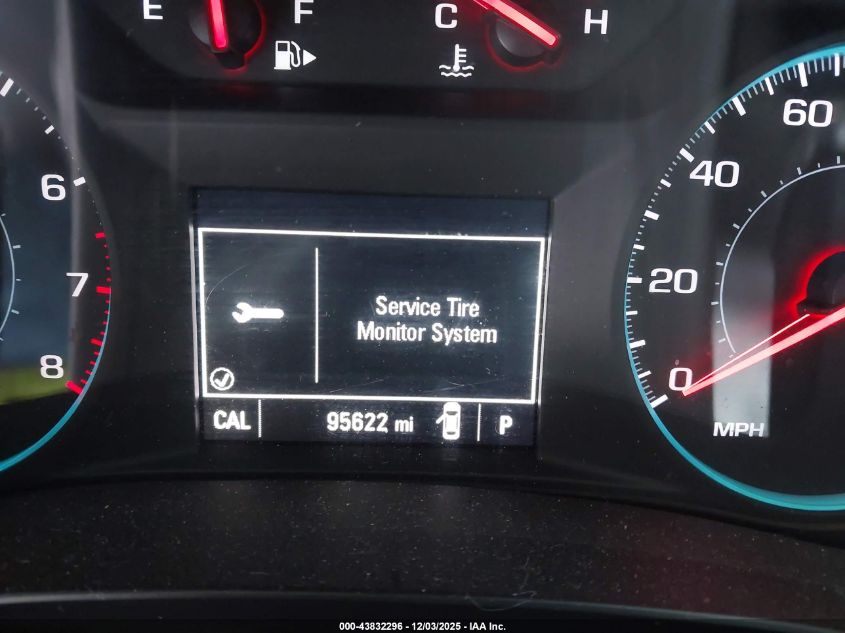 E F C H
6
7
8
60
40
20
0
MPH
Service Tire
Monitor System
CAL 95622 mi P
000-43832296 - 12/03/2025 - IAA Inc.